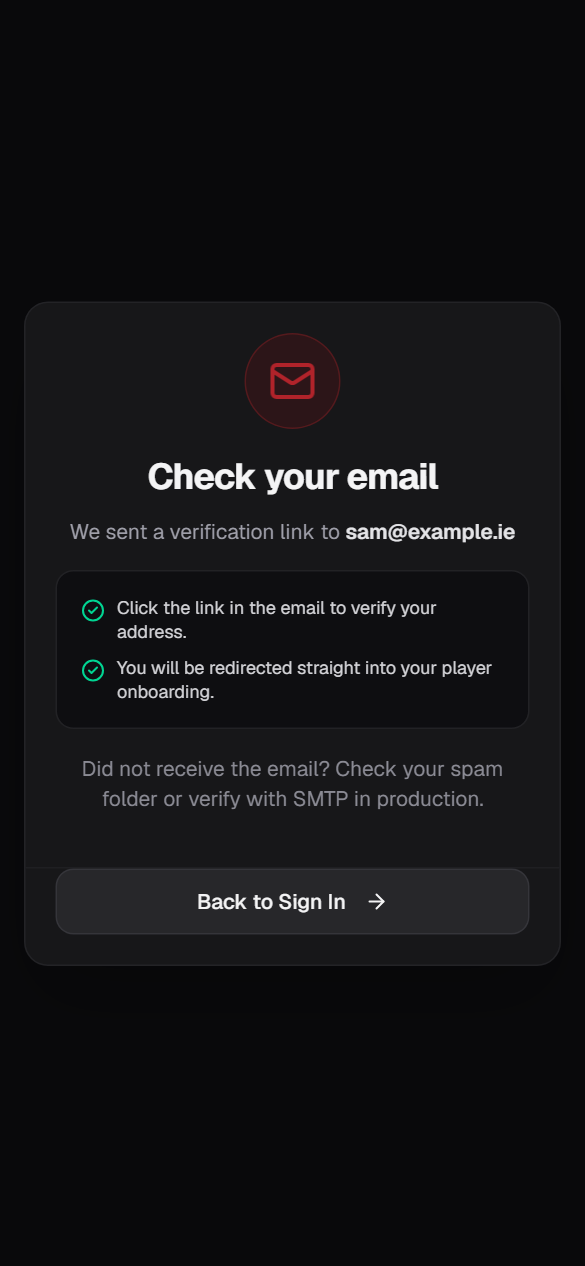 Check your email
We sent a verification link to sam@example.ie
Click the link in the email to verify your
address.
You will be redirected straight into your player
onboarding.
Did not receive the email? Check your spam
folder or verify with SMTP in production.
Back to Sign In